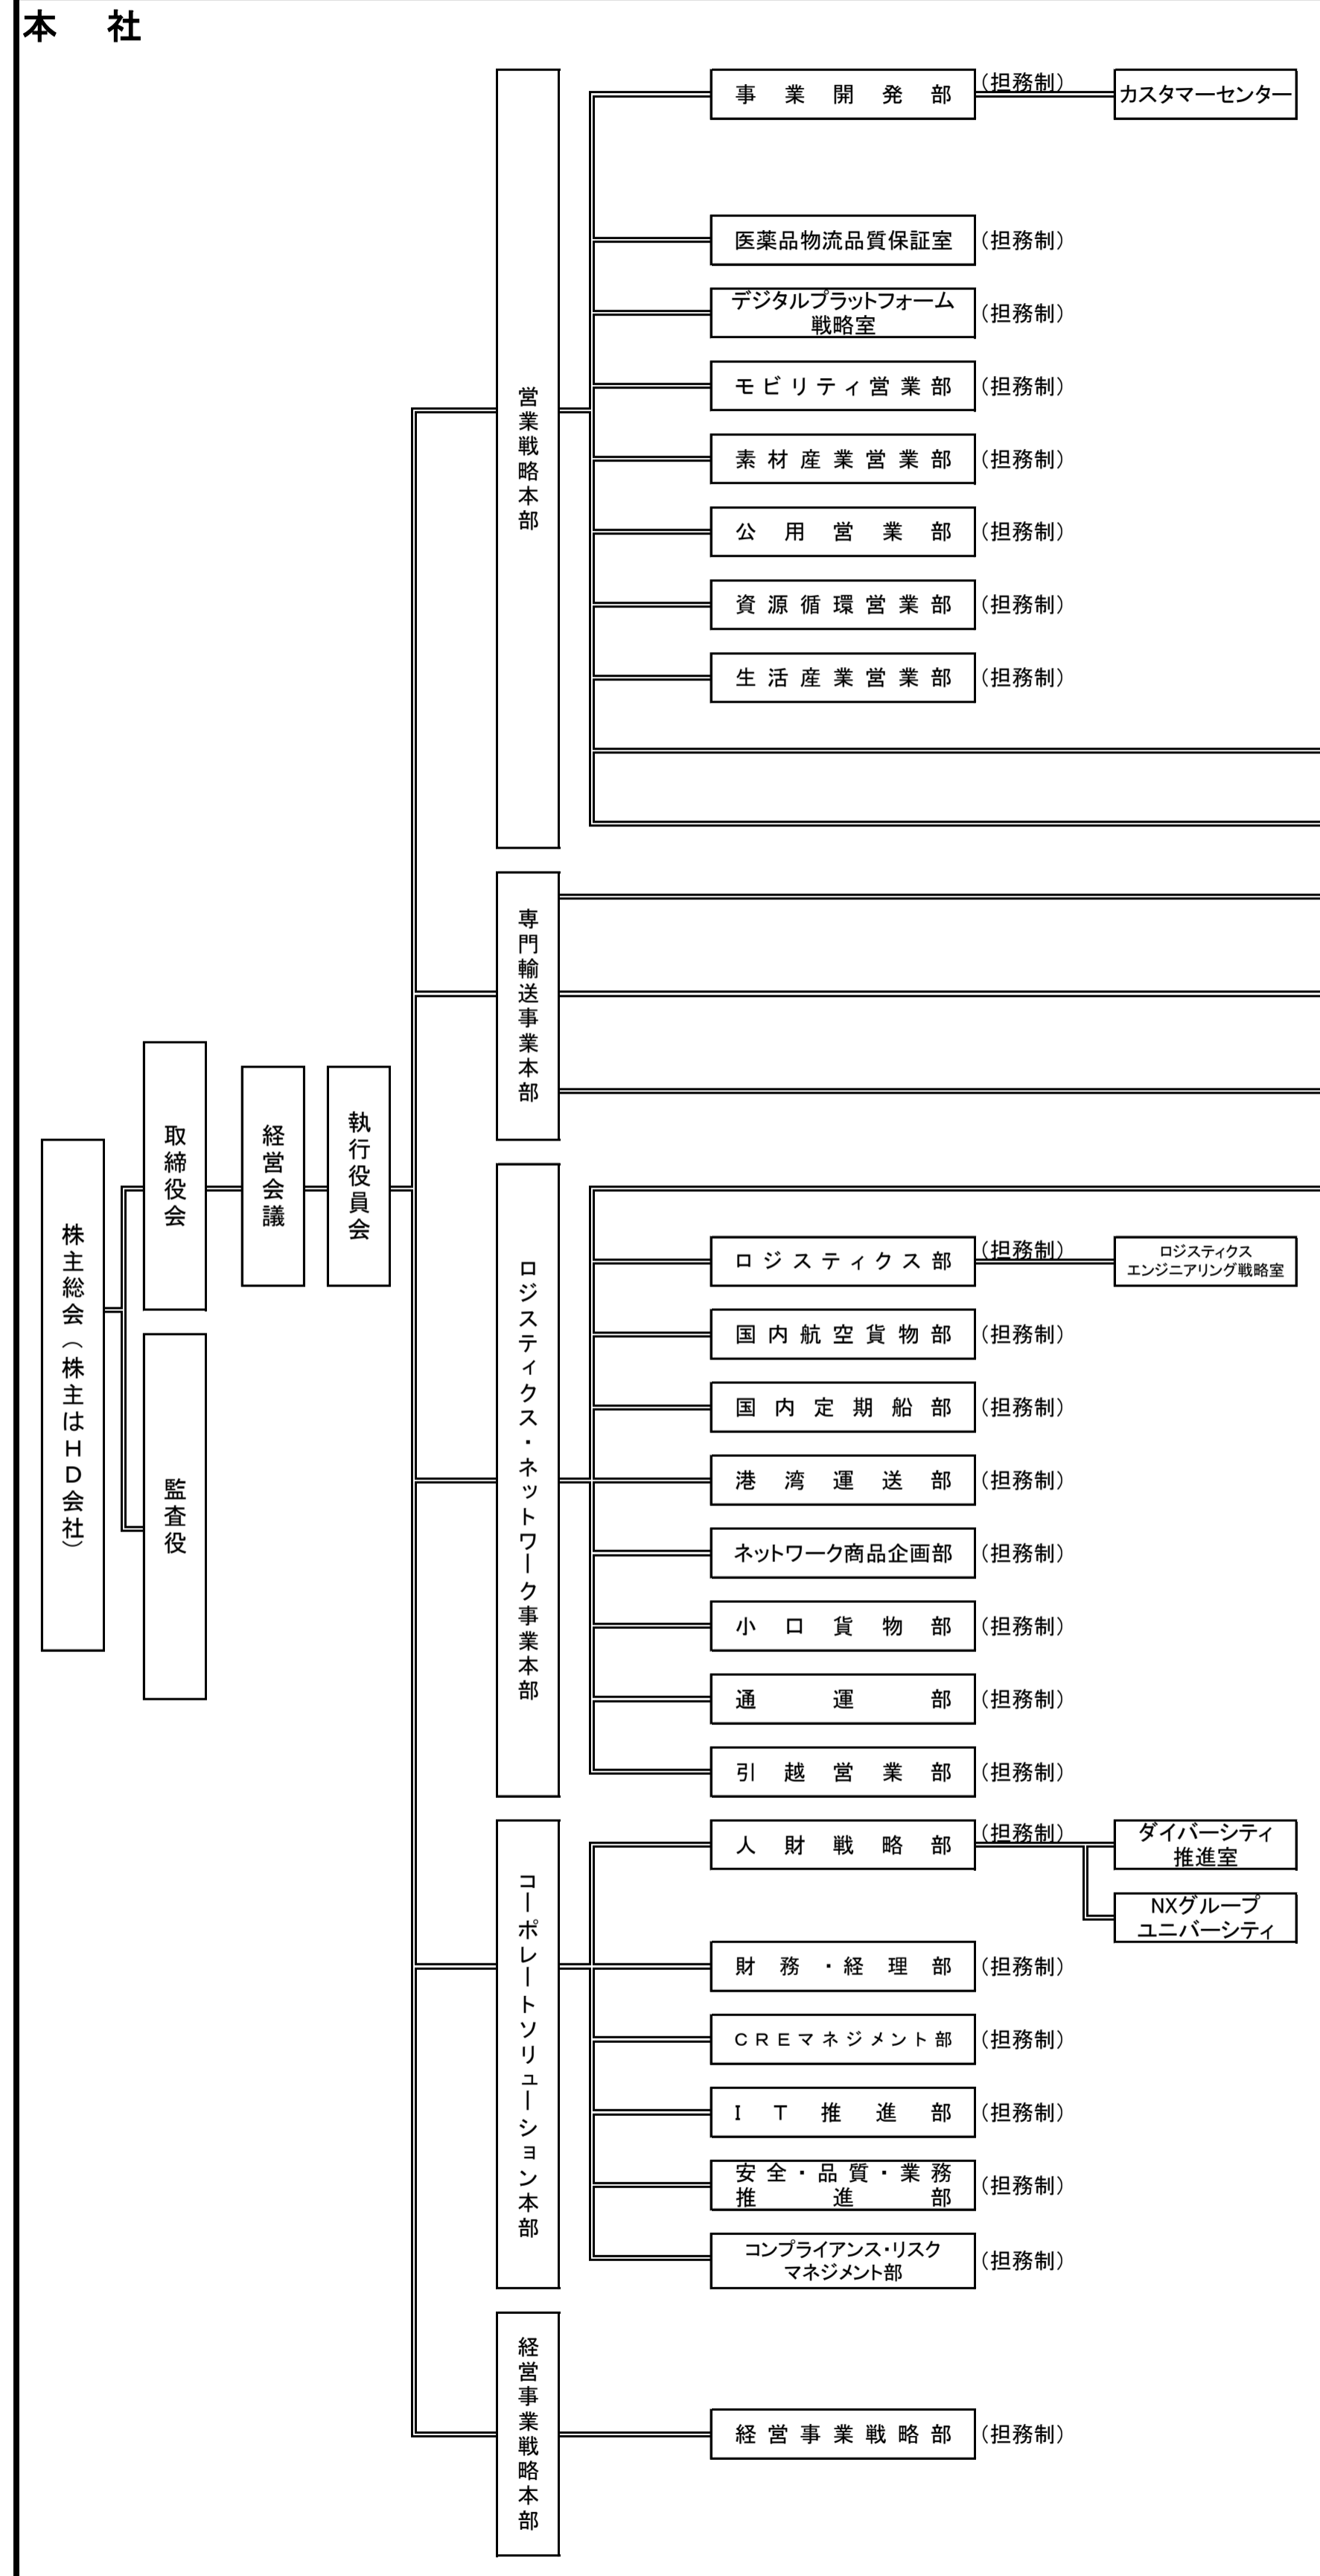 本 社
株主総会（株主はＨＤ会社）
取締役会
監査役
経営会議
執行役員会
営業戦略本部
事業開発部
（担務制）
カスタマーセンター
医薬品物流品質保証室
（担務制）
デジタルプラットフォーム
戦略室
（担務制）
モビリティ営業部
（担務制）
素材産業営業部
（担務制）
公用営業部
（担務制）
資源循環営業部
（担務制）
生活産業営業部
（担務制）
専門輸送事業本部
ロジスティクス・ネットワーク事業本部
ロジスティクス部
（担務制）
ロジスティクス
エンジニアリング戦略室
国内航空貨物部
（担務制）
国内定期船部
（担務制）
港湾運送部
（担務制）
ネットワーク商品企画部
（担務制）
小口貨物部
（担務制）
通運部
（担務制）
引越営業部
（担務制）
コーポレートソリューション本部
人財戦略部
（担務制）
ダイバーシティ
推進室
NXグループ
ユニバーシティ
財務・経理部
（担務制）
ＣＲＥマネジメント部
（担務制）
ＩＴ推進部
（担務制）
安全・品質・業務
推進部
（担務制）
コンプライアンス・リスク
マネジメント部
（担務制）
経営事業戦略本部
経営事業戦略部
（担務制）